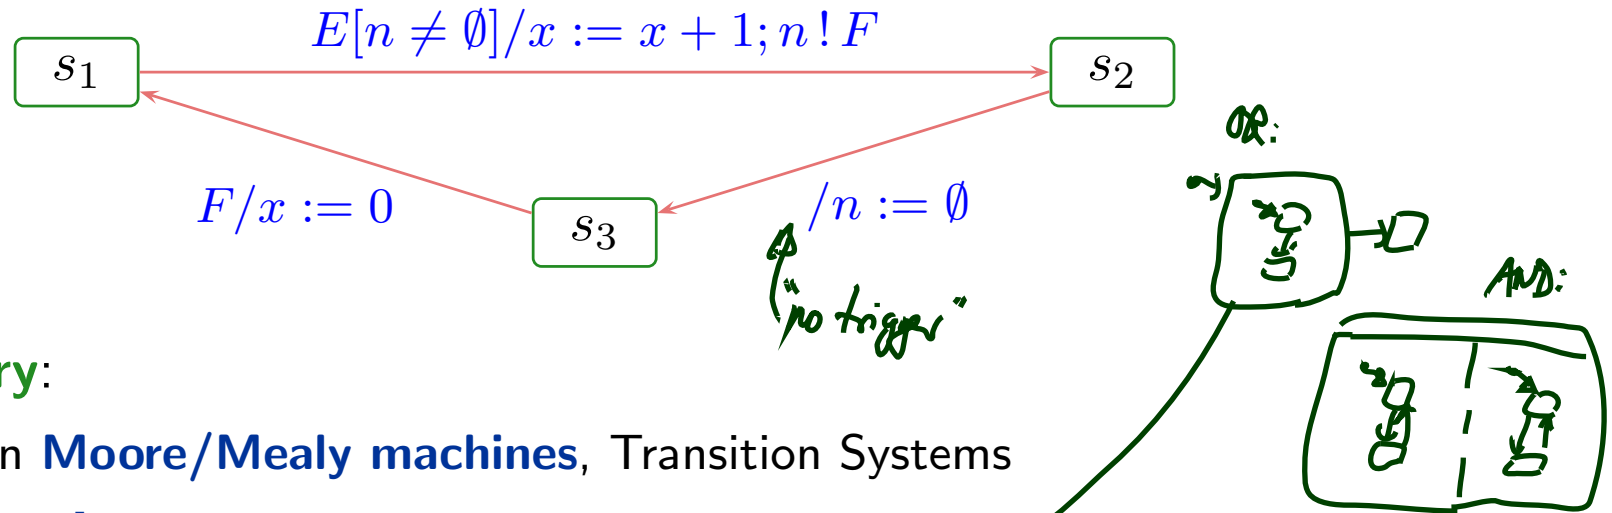 E[n ≠ ∅]/x := x + 1; n ! F
s1
s2
OR:
F/x := 0
/n := ∅
s3
AND:
"no trigger"
ry:
n Moore/Mealy machines, Transition Systems